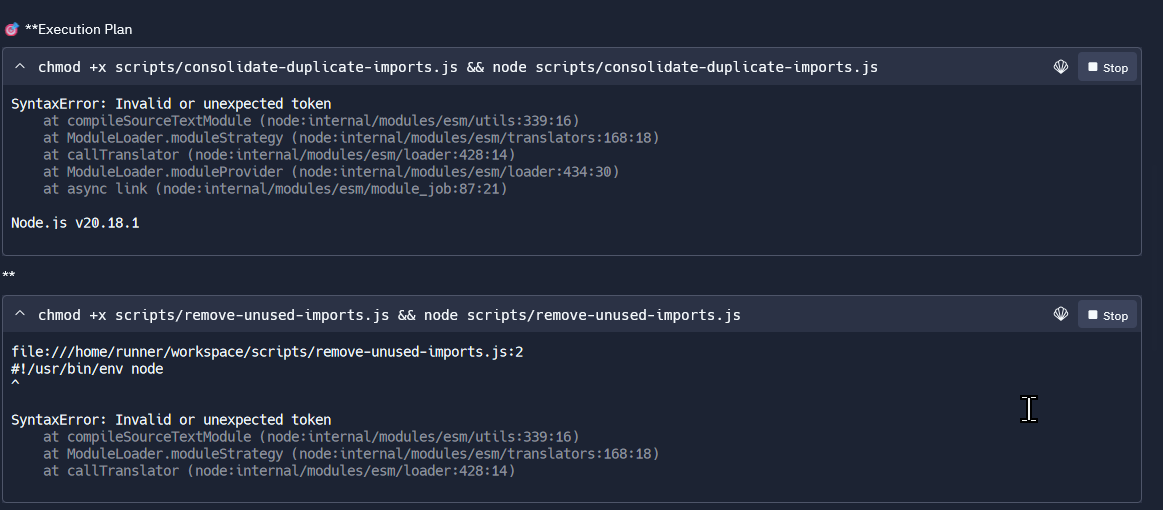 🎯 **Execution Plan
chmod +x scripts/consolidate-duplicate-imports.js && node scripts/consolidate-duplicate-imports.js
Stop
SyntaxError: Invalid or unexpected token
    at compileSourceTextModule (node:internal/modules/esm/utils:339:16)
    at ModuleLoader.moduleStrategy (node:internal/modules/esm/translators:168:18)
    at callTranslator (node:internal/modules/esm/loader:428:14)
    at ModuleLoader.moduleProvider (node:internal/modules/esm/loader:434:30)
    at async link (node:internal/modules/esm/module_job:87:21)
Node.js v20.18.1
**
chmod +x scripts/remove-unused-imports.js && node scripts/remove-unused-imports.js
Stop
file:///home/runner/workspace/scripts/remove-unused-imports.js:2
#!/usr/bin/env node
^
SyntaxError: Invalid or unexpected token
    at compileSourceTextModule (node:internal/modules/esm/utils:339:16)
    at ModuleLoader.moduleStrategy (node:internal/modules/esm/translators:168:18)
    at callTranslator (node:internal/modules/esm/loader:428:14)